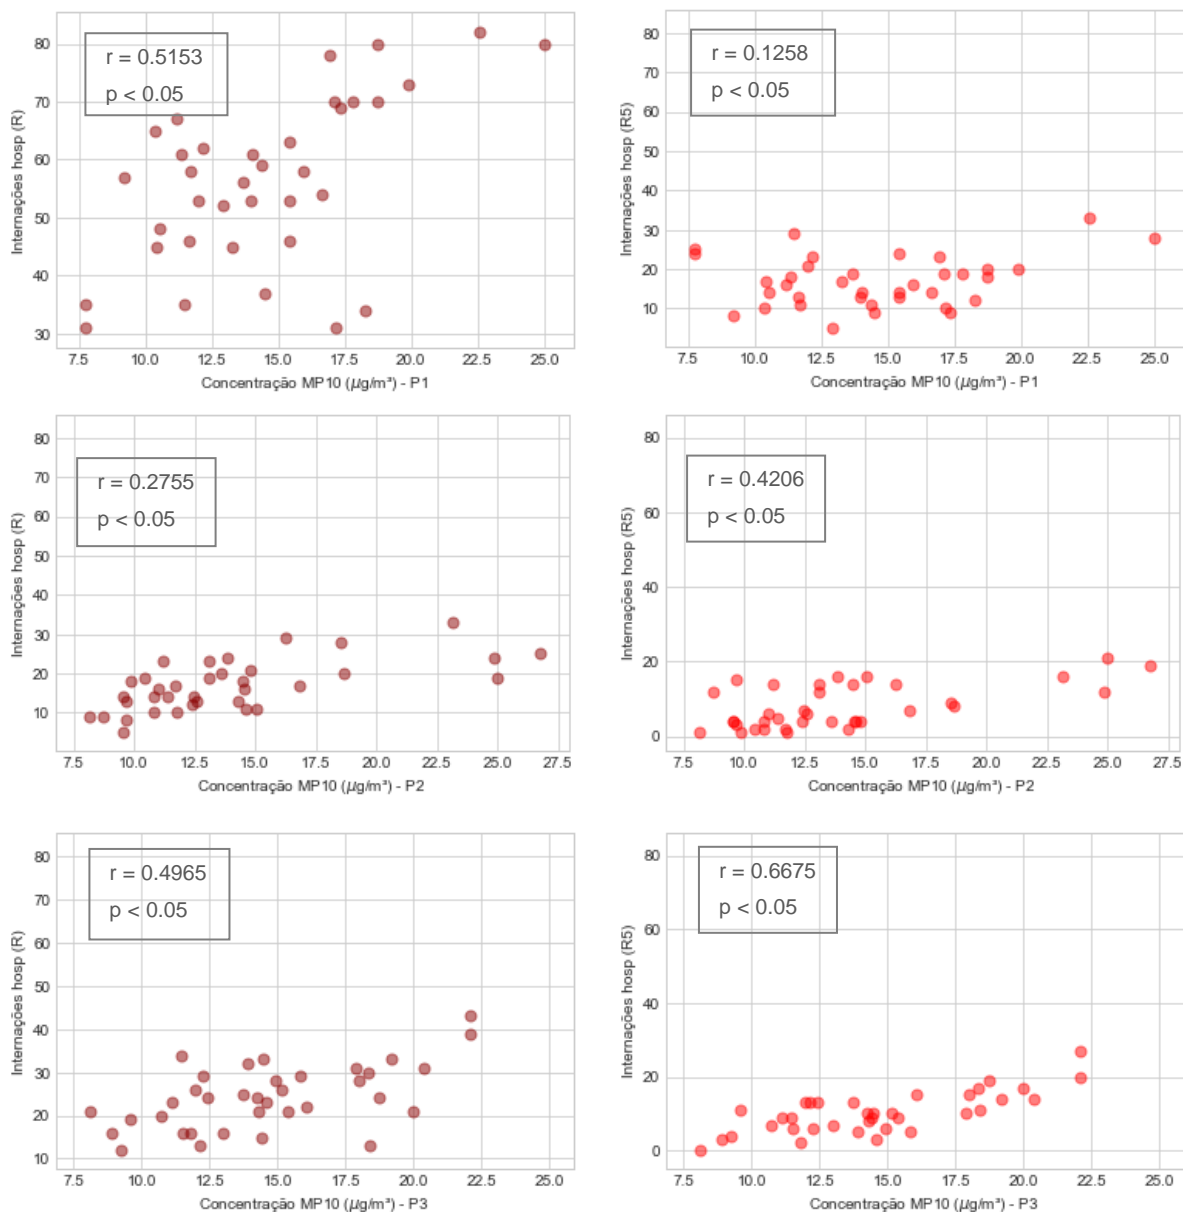 80
70
60
50
40
30
Internações hosp (R)
r = 0.5153
p < 0.05
7.5 10.0 12.5 15.0 17.5 20.0 22.5 25.0
Concentração MP10 (μg/m³) - P1
80
70
60
50
40
30
20
10
Internações hosp (R5)
r = 0.1258
p < 0.05
7.5 10.0 12.5 15.0 17.5 20.0 22.5 25.0
Concentração MP10 (μg/m³) - P1
80
70
60
50
40
30
20
10
Internações hosp (R)
r = 0.2755
p < 0.05
7.5 10.0 12.5 15.0 17.5 20.0 22.5 25.0 27.5
Concentração MP10 (μg/m³) - P2
80
60
40
20
0
Internações hosp (R5)
r = 0.4206
p < 0.05
7.5 10.0 12.5 15.0 17.5 20.0 22.5 25.0 27.5
Concentração MP10 (μg/m³) - P2
80
70
60
50
40
30
20
10
Internações hosp (R)
r = 0.4965
p < 0.05
7.5 10.0 12.5 15.0 17.5 20.0 22.5 25.0
Concentração MP10 (μg/m³) - P3
80
60
40
20
0
Internações hosp (R5)
r = 0.6675
p < 0.05
7.5 10.0 12.5 15.0 17.5 20.0 22.5 25.0
Concentração MP10 (μg/m³) - P3